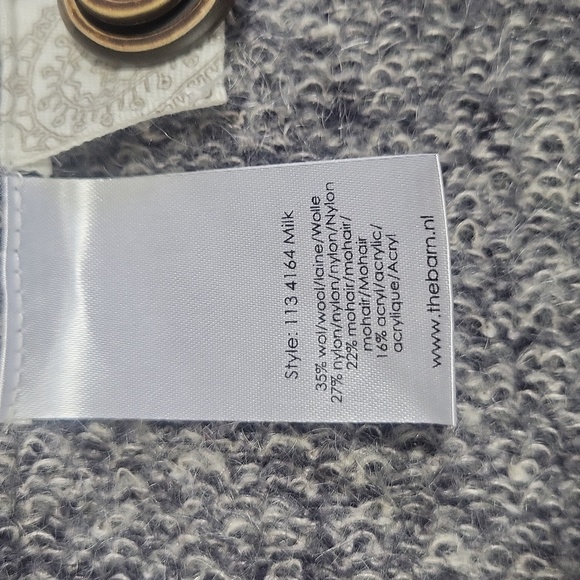 Style: 113 4164 Milk
35% wol/wool/laine/Wolle
27% nylon/nylon/nylon/Nylon
22% mohair/mohair/
mohair/Mohair
16% acryl/acrylic/
acrylique/Acryl
www.thebarn.nl